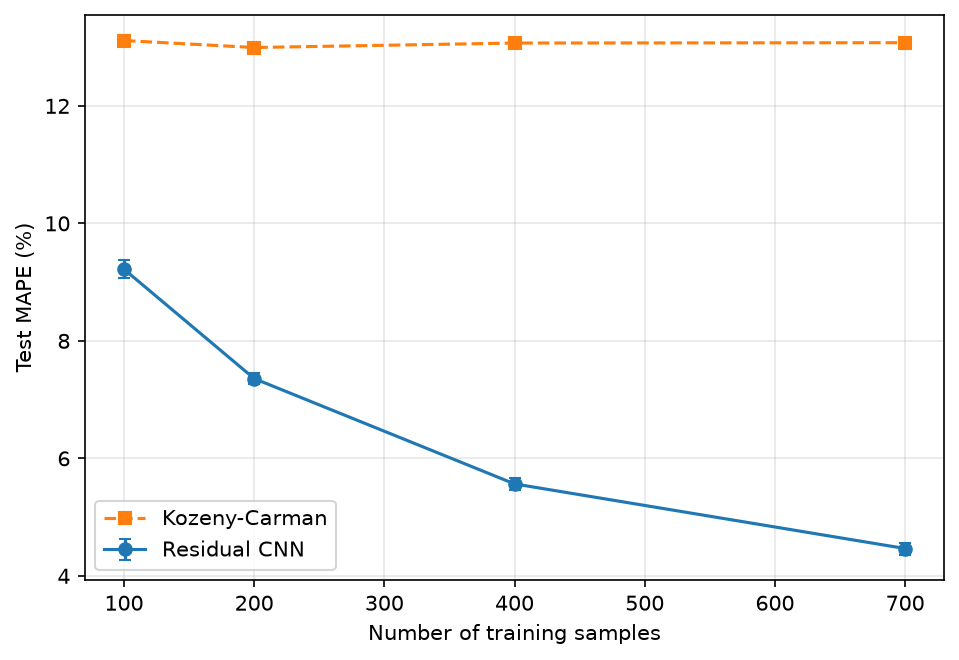 12
10
8
6
4
Test MAPE (%)
Kozeny-Carman
Residual CNN
100 200 300 400 500 600 700
Number of training samples